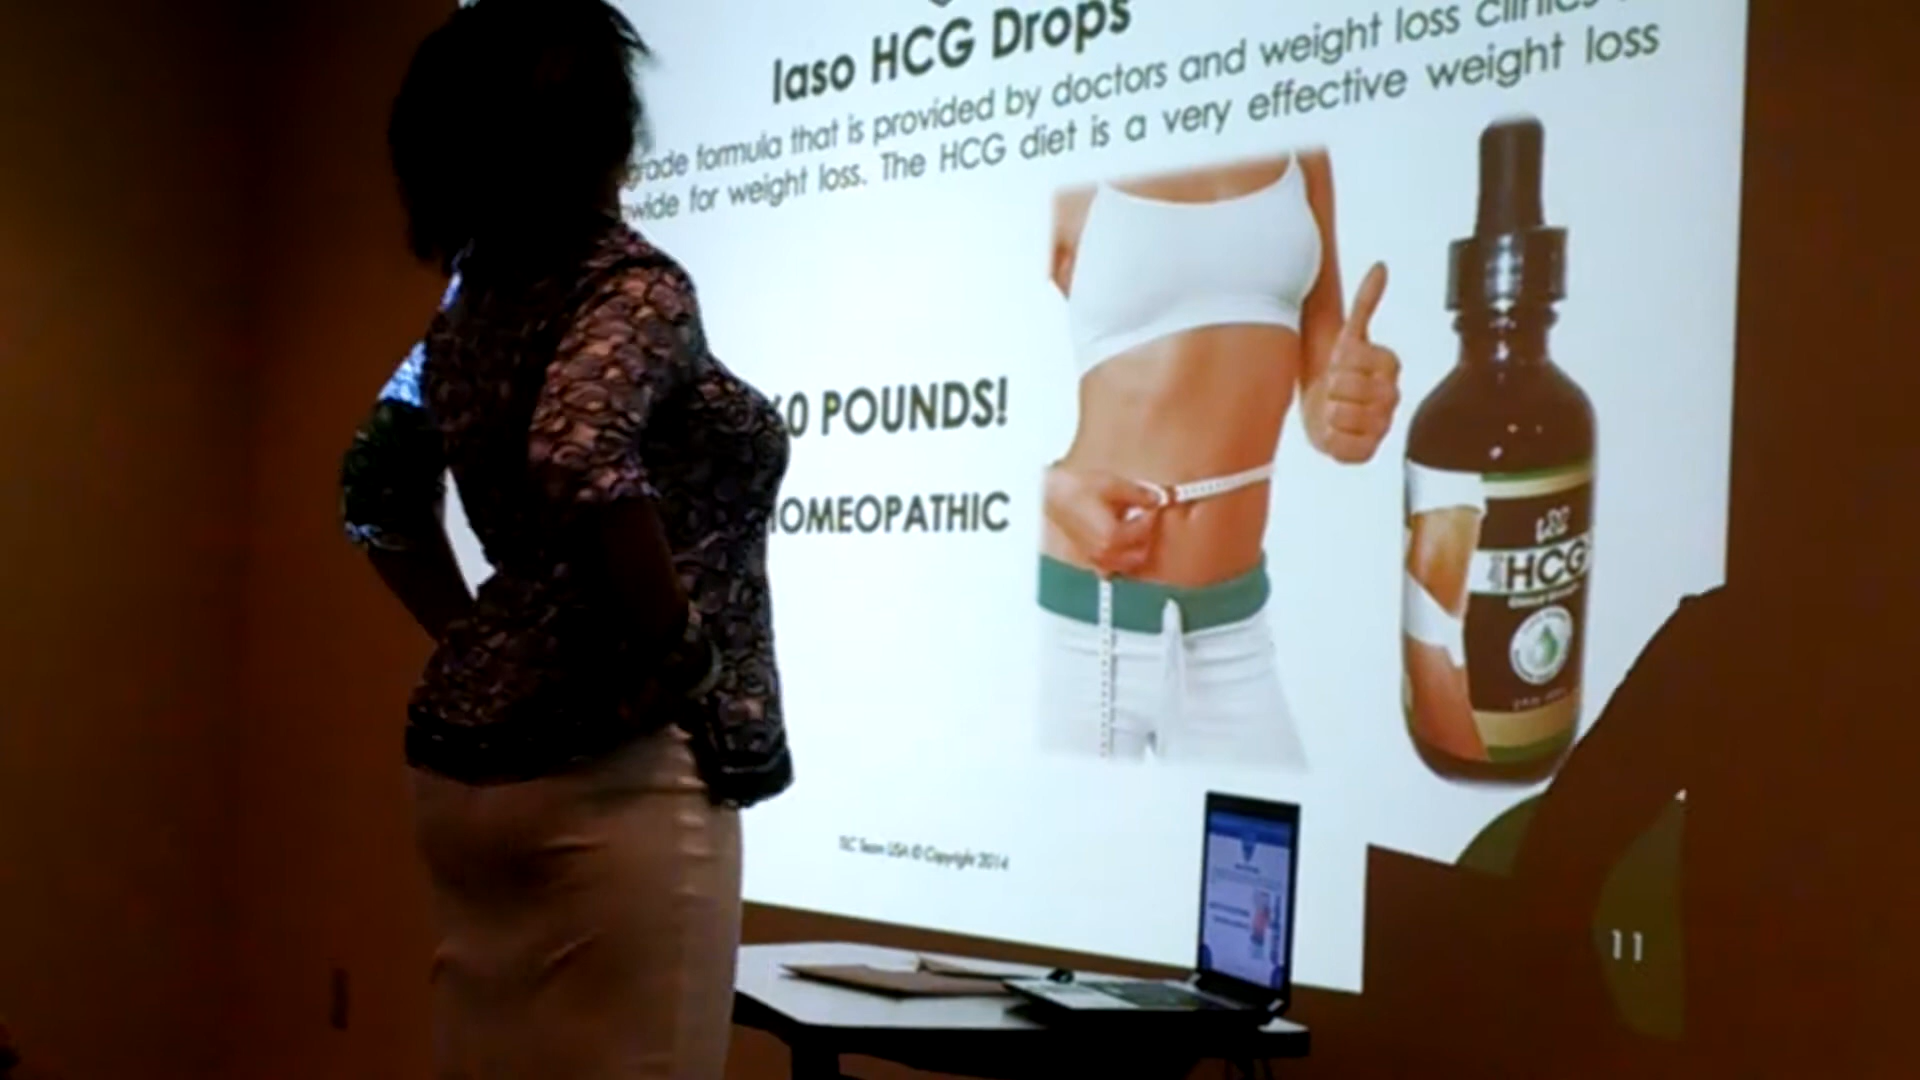 Iaso HCG Drops
grade formula that is provided by doctors and weight loss clinics
wide for weight loss. The HCG diet is a very effective weight loss
0 POUNDS!
HOMEOPATHIC
HCG
TLC Team USA © Copyright 2014
11